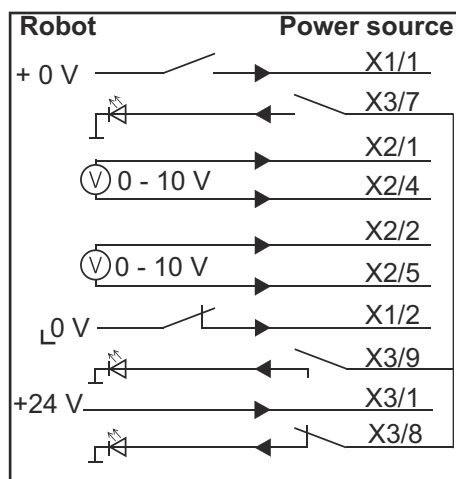 Robot Power source
+ 0 V X1/1
X3/7
X2/1
V 0 - 10 V
X2/4
X2/2
V 0 - 10 V
X2/5
0 V X1/2
X3/9
+24 V X3/1
X3/8